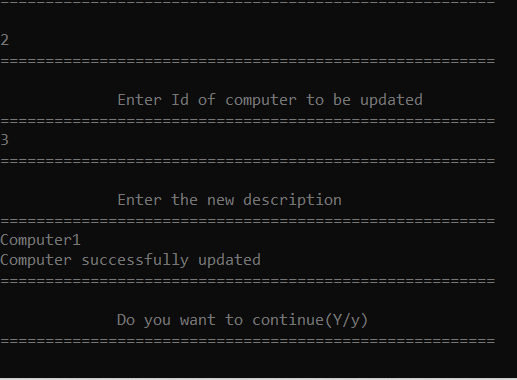 =======================================================
2
=======================================================
Enter Id of computer to be updated
=======================================================
3
=======================================================
Enter the new description
=======================================================
Computer1
Computer successfully updated
=======================================================
Do you want to continue(Y/y)
=======================================================